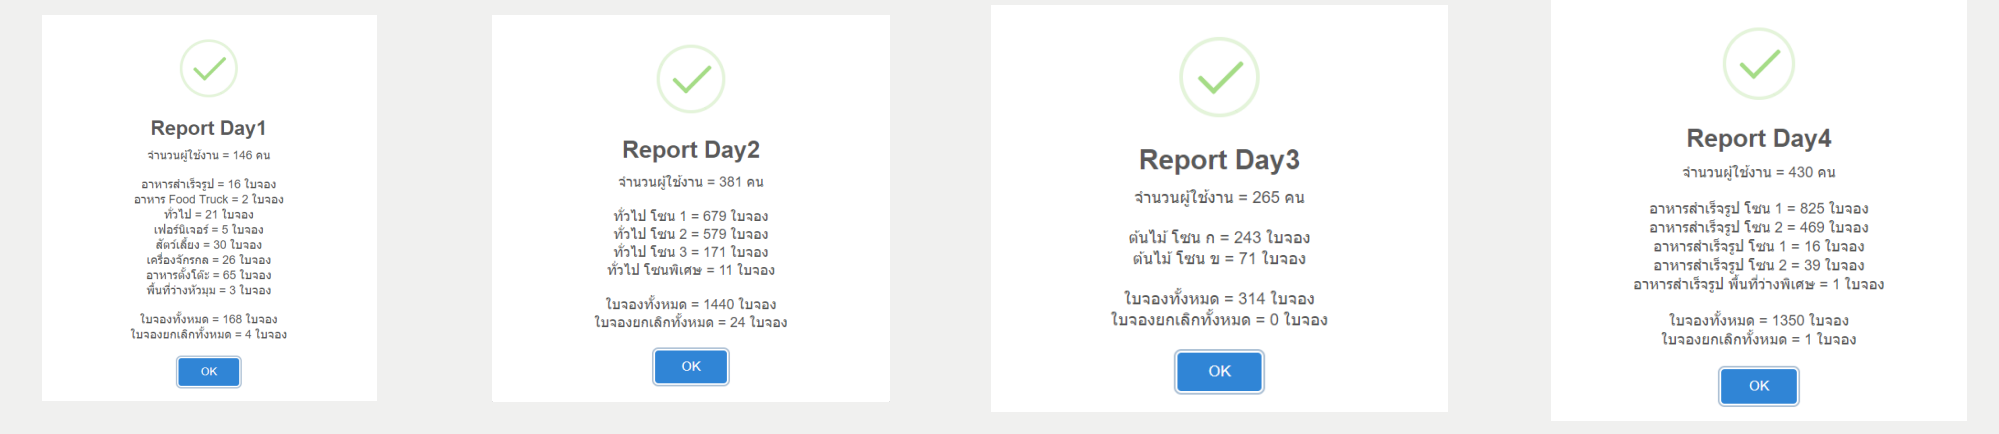 Report Day1
จำนวนผู้ใช้งาน = 146 คน
อาหารสำเร็จรูป = 16 ใบจอง
อาหาร Food Truck = 2 ใบจอง
ทั่วไป = 21 ใบจอง
เฟอร์นิเจอร์ = 5 ใบจอง
สัตว์เลี้ยง = 30 ใบจอง
เครื่องจักรกล = 26 ใบจอง
อาหารตั้งโต๊ะ = 65 ใบจอง
พื้นที่ว่างหัวมุม = 3 ใบจอง
ใบจองทั้งหมด = 168 ใบจอง
ใบจองยกเลิกทั้งหมด = 4 ใบจอง
OK
Report Day2
จำนวนผู้ใช้งาน = 381 คน
ทั่วไป โซน 1 = 679 ใบจอง
ทั่วไป โซน 2 = 579 ใบจอง
ทั่วไป โซน 3 = 171 ใบจอง
ทั่วไป โซนพิเศษ = 11 ใบจอง
ใบจองทั้งหมด = 1440 ใบจอง
ใบจองยกเลิกทั้งหมด = 24 ใบจอง
OK
Report Day3
จำนวนผู้ใช้งาน = 265 คน
ต้นไม้ โซน ก = 243 ใบจอง
ต้นไม้ โซน ข = 71 ใบจอง
ใบจองทั้งหมด = 314 ใบจอง
ใบจองยกเลิกทั้งหมด = 0 ใบจอง
OK
Report Day4
จำนวนผู้ใช้งาน = 430 คน
อาหารสำเร็จรูป โซน 1 = 825 ใบจอง
อาหารสำเร็จรูป โซน 2 = 469 ใบจอง
อาหารสำเร็จรูป โซน 1 = 16 ใบจอง
อาหารสำเร็จรูป โซน 2 = 39 ใบจอง
อาหารสำเร็จรูป พื้นที่ว่างพิเศษ = 1 ใบจอง
ใบจองทั้งหมด = 1350 ใบจอง
ใบจองยกเลิกทั้งหมด = 1 ใบจอง
OK